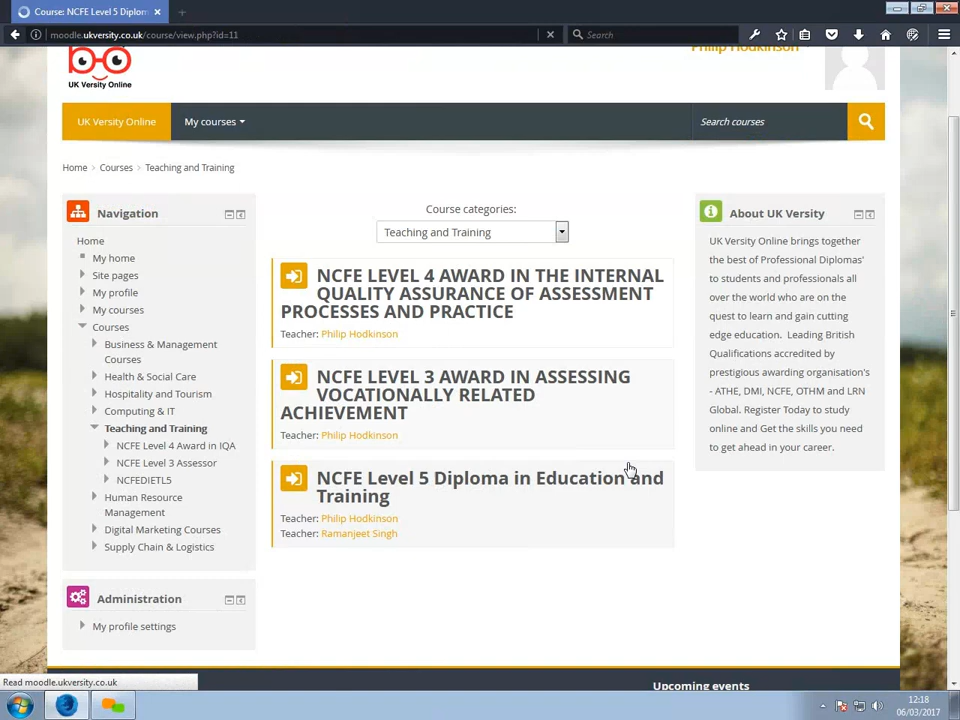 Course: NCFE Level 5 Diplom
moodle.ukversity.co.uk/course/view.php?id=11
Search
b-o
UK Versity Online
Philip Hodkinson
UK Versity Online
My courses
Search courses
Home
Courses
Teaching and Training
Navigation
Home
My home
Site pages
My profile
My courses
Courses
Business & Management
Courses
Health & Social Care
Hospitality and Tourism
Computing & IT
Teaching and Training
NCFE Level 4 Award in IQA
NCFE Level 3 Assessor
NCFEDIETL5
Human Resource
Management
Digital Marketing Courses
Supply Chain & Logistics
Administration
My profile settings
Course categories:
Teaching and Training
NCFE LEVEL 4 AWARD IN THE INTERNAL
QUALITY ASSURANCE OF ASSESSMENT
PROCESSES AND PRACTICE
Teacher: Philip Hodkinson
NCFE LEVEL 3 AWARD IN ASSESSING
VOCATIONALLY RELATED
ACHIEVEMENT
Teacher: Philip Hodkinson
NCFE Level 5 Diploma in Education and
Training
Teacher: Philip Hodkinson
Teacher: Ramanjeet Singh
About UK Versity
UK Versity Online brings together
the best of Professional Diplomas'
to students and professionals all
over the world who are on the
quest to learn and gain cutting
edge education. Leading British
Qualifications accredited by
prestigious awarding organisation's
- ATHE, DMI, NCFE, OTHM and LRN
Global. Register Today to study
online and Get the skills you need
to get ahead in your career.
Upcoming events
Read moodle.ukversity.co.uk
12:18
06/03/2017